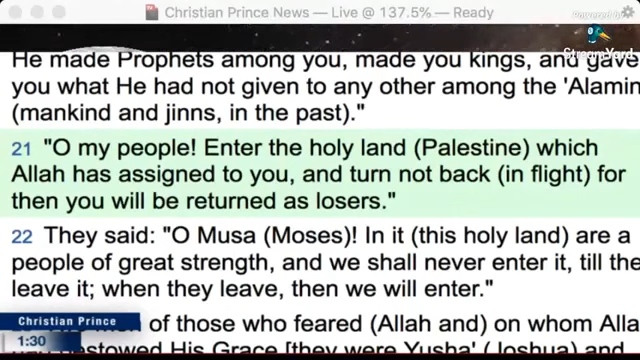 Christian Prince News — Live @ 137.5% — Ready
Powered by
StreamYard
He made Prophets among you, made you kings, and gave
you what He had not given to any other among the 'Alamin
(mankind and jinns, in the past)."
21 "O my people! Enter the holy land (Palestine) which
Allah has assigned to you, and turn not back (in flight) for
then you will be returned as losers."
22 They said: "O Musa (Moses)! In it (this holy land) are a
people of great strength, and we shall never enter it, till the
leave it; when they leave, then we will enter."
of those who feared (Allah and) on whom Alla
Christian Prince
bestowed His Grace [they were Yusha' (Joshua) and
1:30